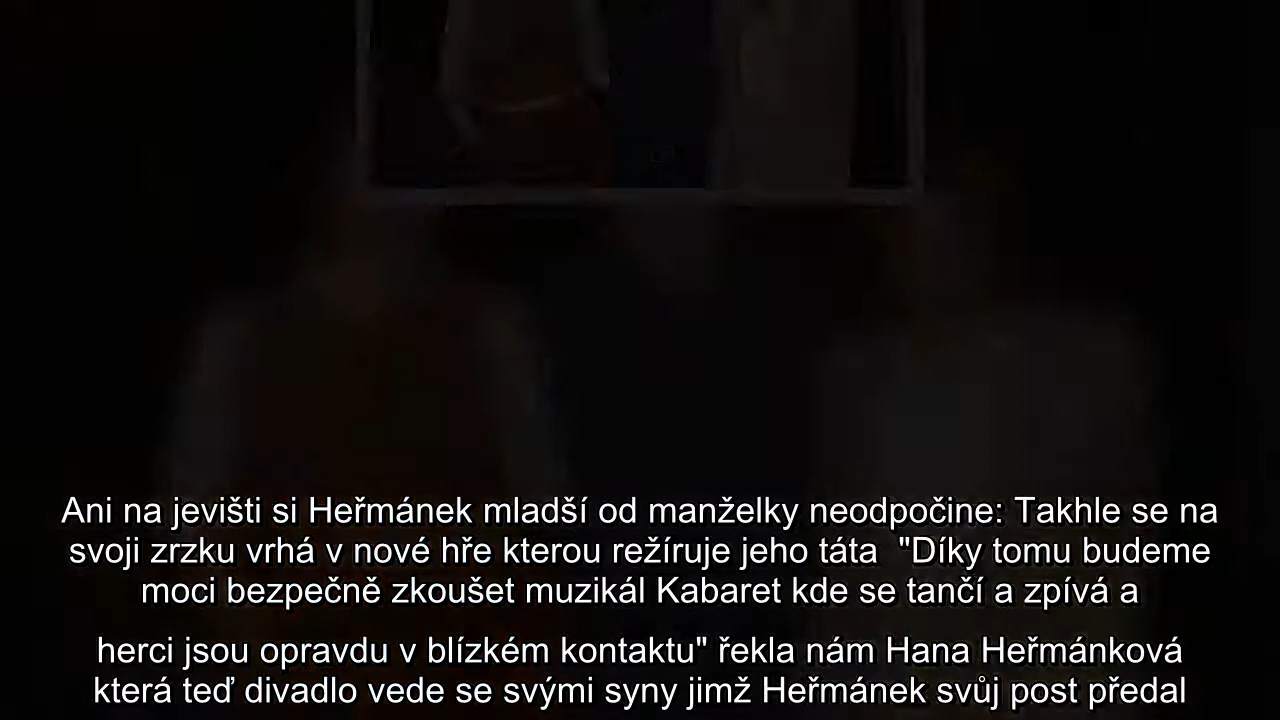 Ani na jevišti si Heřmánek mladší od manželky neodpočine: Takhle se na
svoji zrzku vrhá v nové hře kterou režíruje jeho táta  "Díky tomu budeme
moci bezpečně zkoušet muzikál Kabaret kde se tančí a zpívá a
herci jsou opravdu v blízkém kontaktu" řekla nám Hana Heřmánková
která teď divadlo vede se svými syny jimž Heřmánek svůj post předal